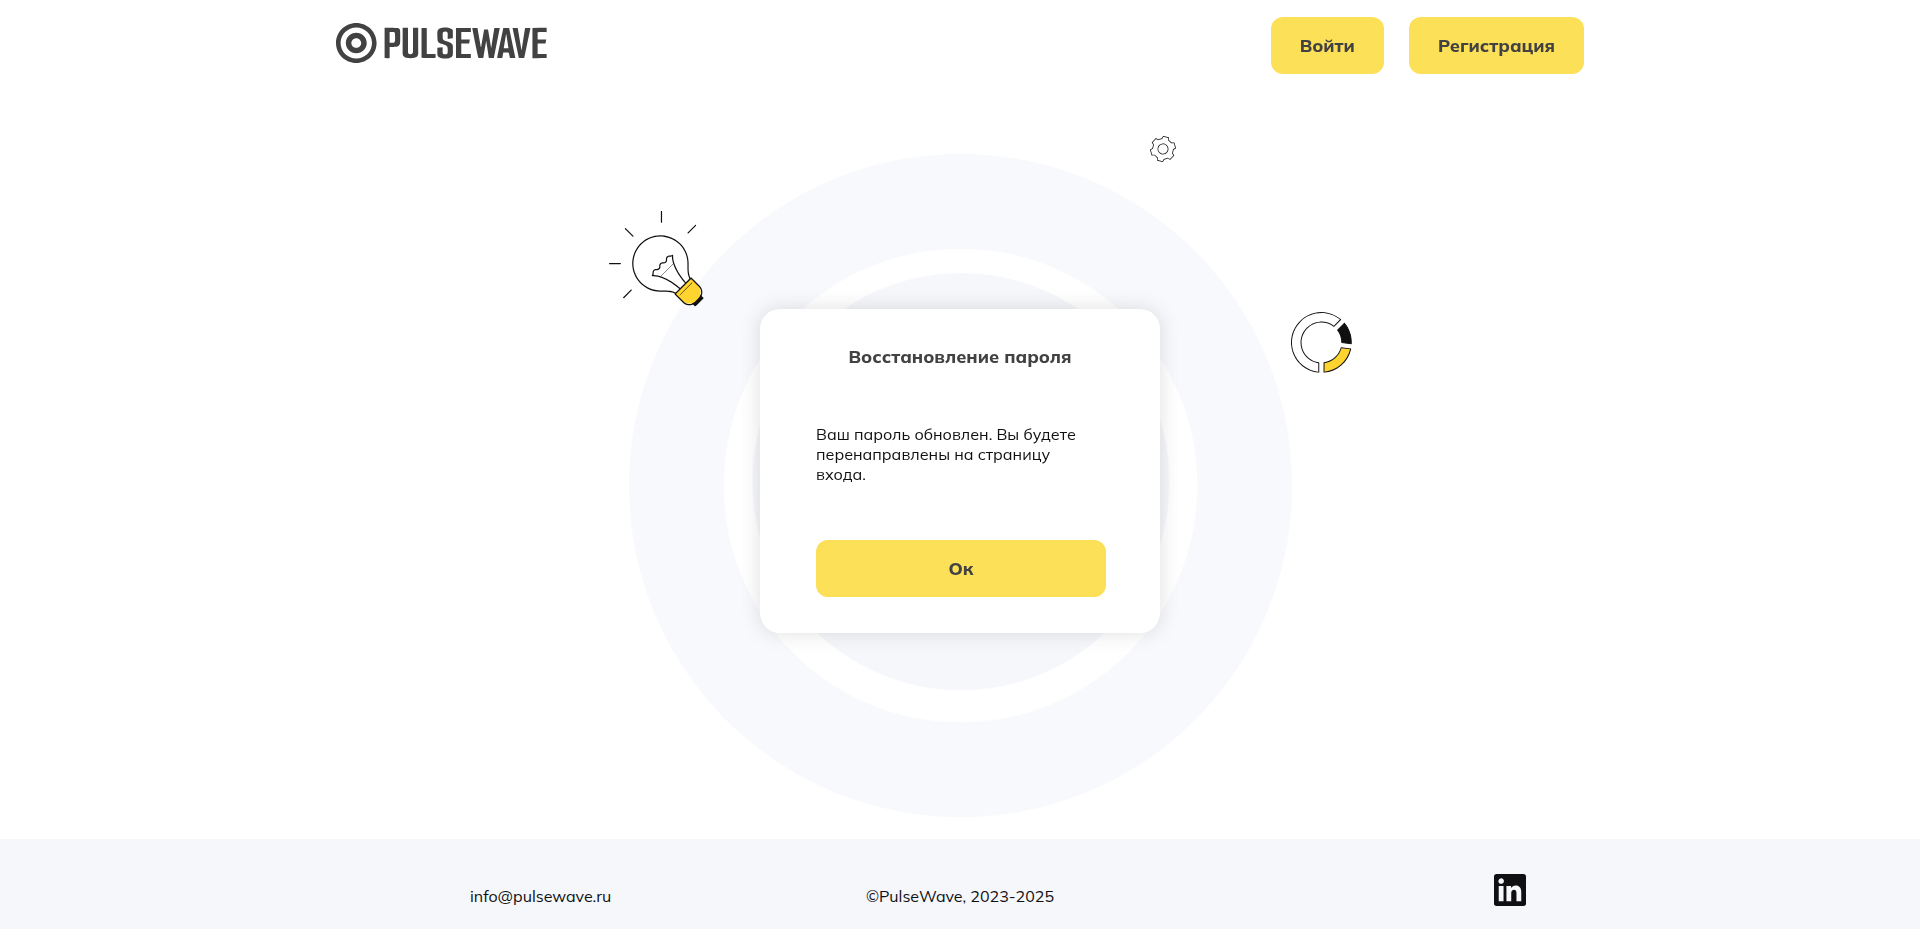 PULSEWAVE
Войти
Регистрация
Восстановление пароля
Ваш пароль обновлен. Вы будете
перенаправлены на страницу
входа.
Ок
info@pulsewave.ru
©PulseWave, 2023-2025
in